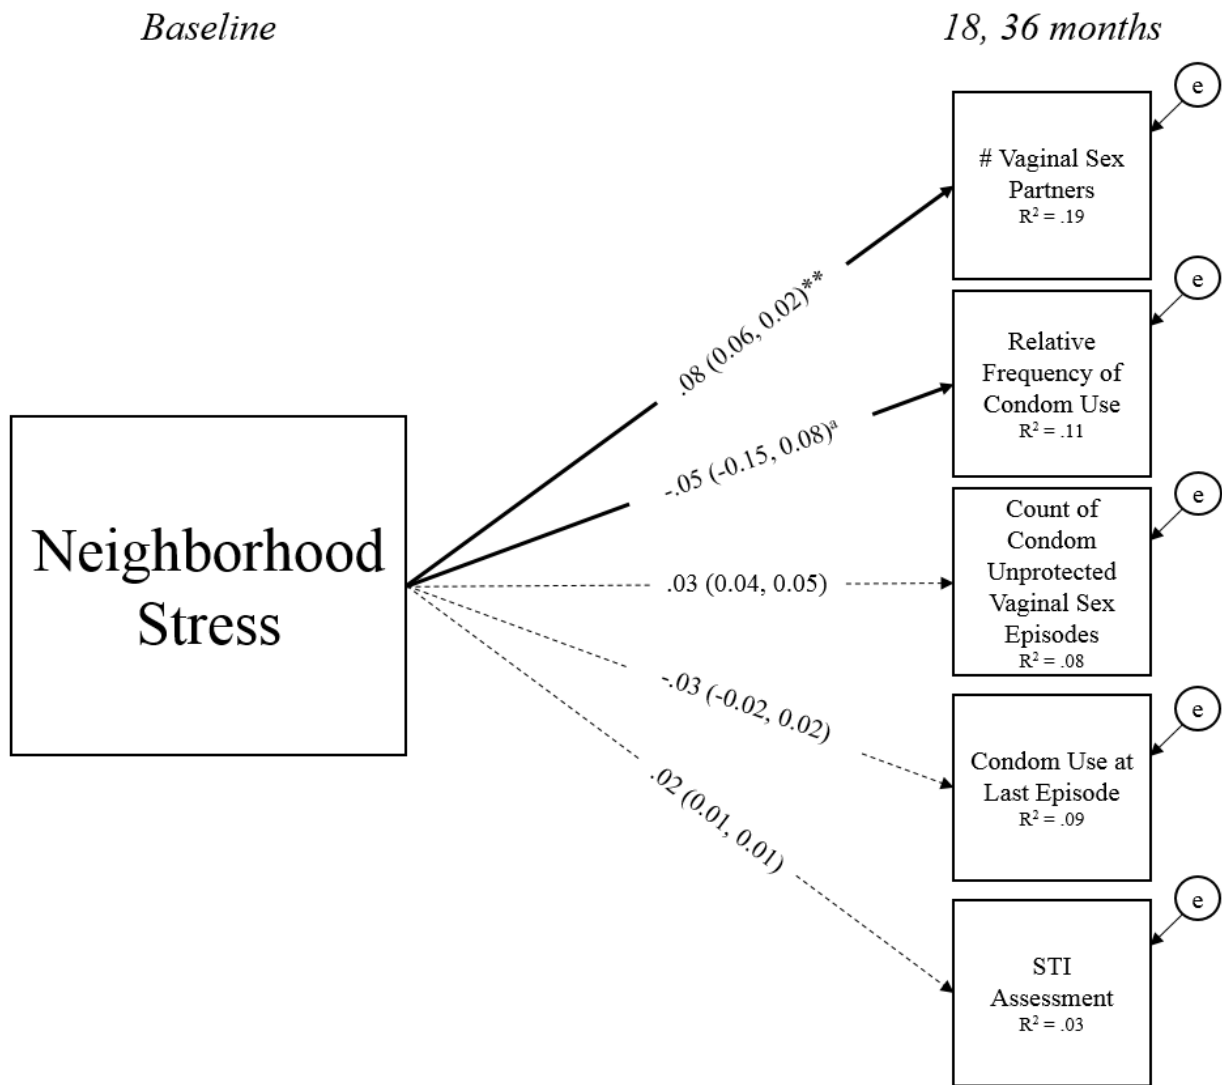 Baseline
18, 36 months
e
# Vaginal Sex
Partners
R² = .19
.08 (0.06, 0.02)**
e
Relative
Frequency of
Condom Use
R² = .11
-.05 (-0.15, 0.08)ᵃ
Neighborhood
Stress
e
Count of
Condom
Unprotected
Vaginal Sex
Episodes
R² = .08
.03 (0.04, 0.05)
e
Condom Use at
Last Episode
R² = .09
-.03 (-0.02, 0.02)
e
STI
Assessment
R² = .03
.02 (0.01, 0.01)